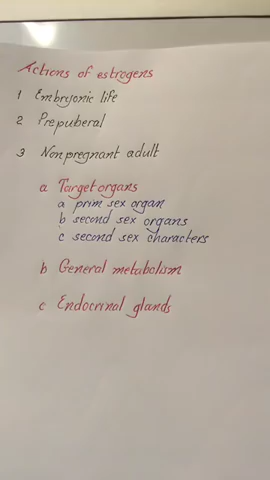 Actions of estrogens
1 Embryonic life
2 Prepuberal
3 Nonpregnant adult
a Target organs
a prim sex organ
b second sex organs
c second sex characters
b General metabolism
c Endocrinal glands